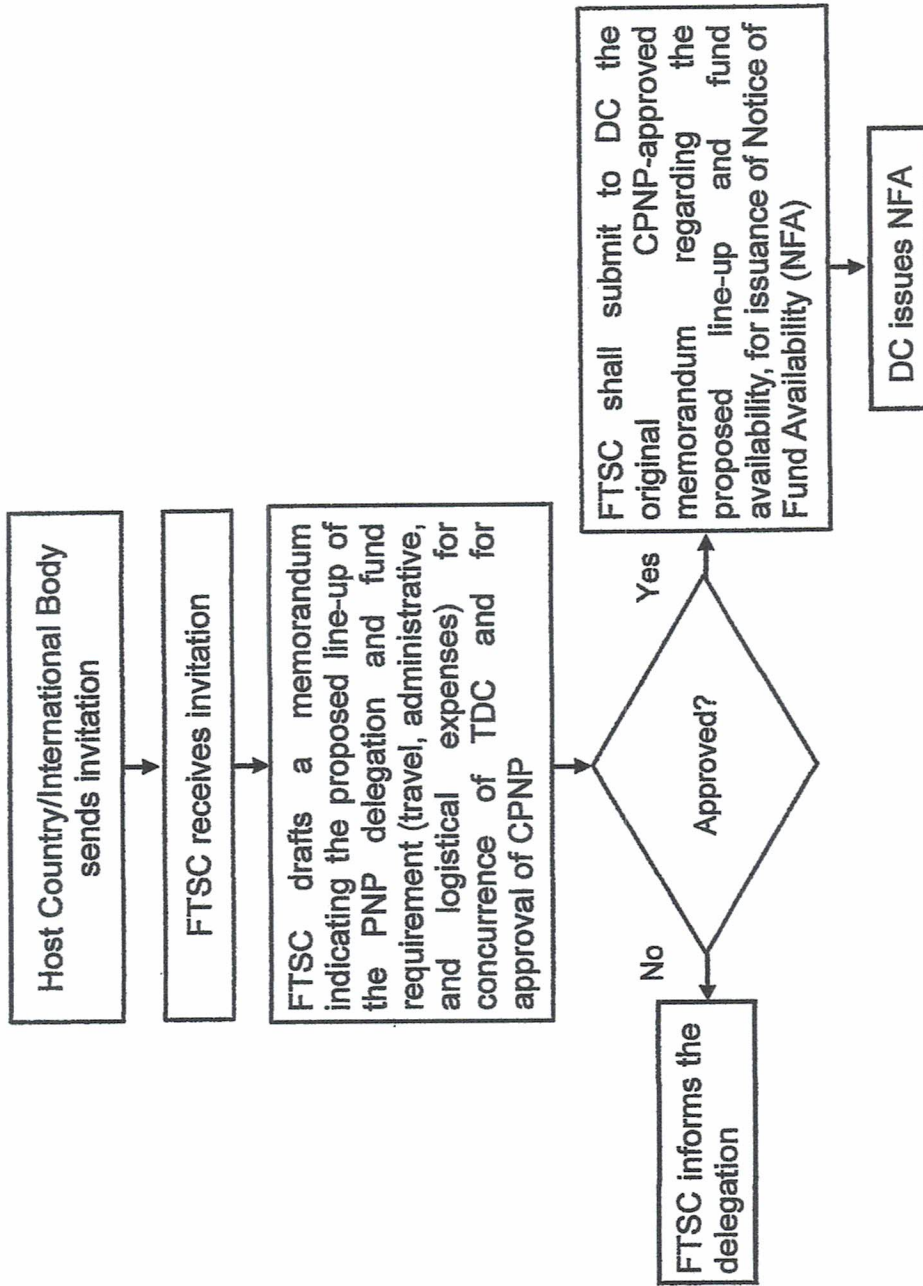 Host Country/International Body
sends invitation
FTSC receives invitation
FTSC drafts a memorandum
indicating the proposed line-up of
the PNP delegation and fund
requirement (travel, administrative,
and logistical expenses) for
concurrence of TDC and for
approval of CPNP
Approved?
No
Yes
FTSC informs the
delegation
FTSC shall submit to DC the
original CPNP-approved
memorandum regarding the
proposed line-up and fund
availability, for issuance of Notice of
Fund Availability (NFA)
DC issues NFA